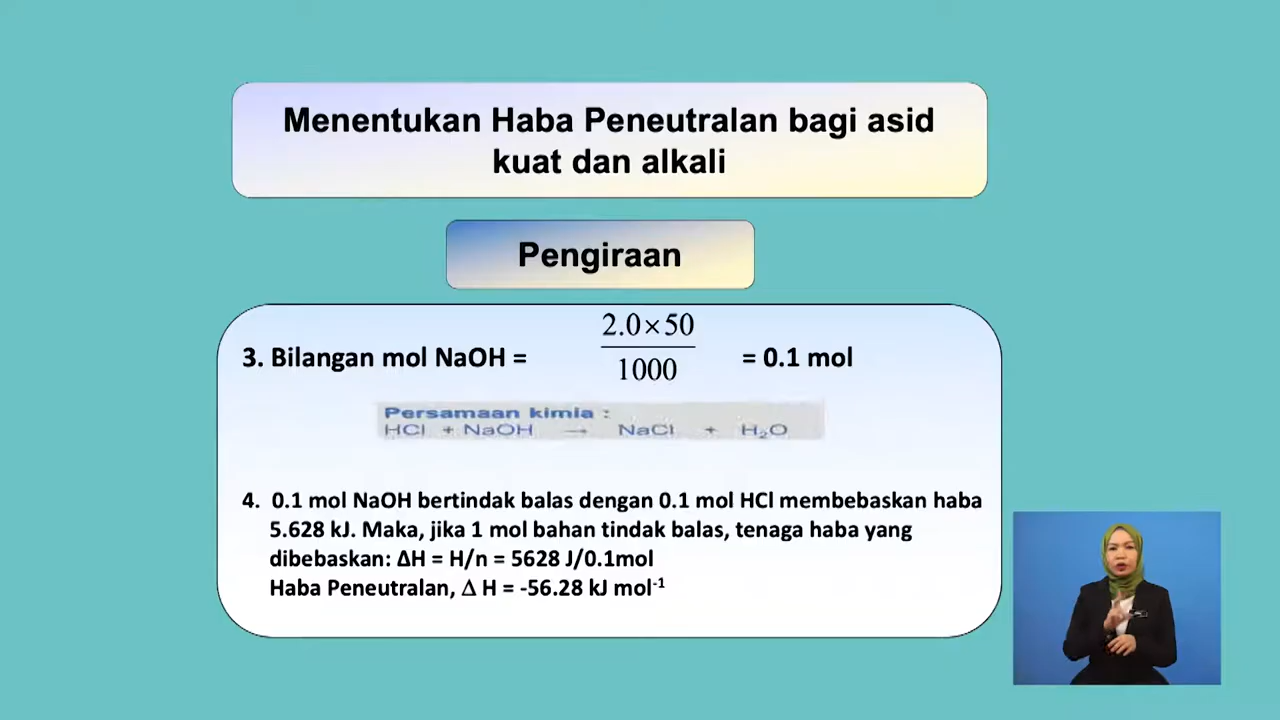 Menentukan Haba Peneutralan bagi asid
kuat dan alkali
Pengiraan
3. Bilangan mol NaOH = 2.0×50/1000 = 0.1 mol
Persamaan kimia :
HCl + NaOH → NaCl + H₂O
4. 0.1 mol NaOH bertindak balas dengan 0.1 mol HCl membebaskan haba
5.628 kJ. Maka, jika 1 mol bahan tindak balas, tenaga haba yang
dibebaskan: ΔH = H/n = 5628 J/0.1mol
Haba Peneutralan, Δ H = -56.28 kJ mol⁻¹